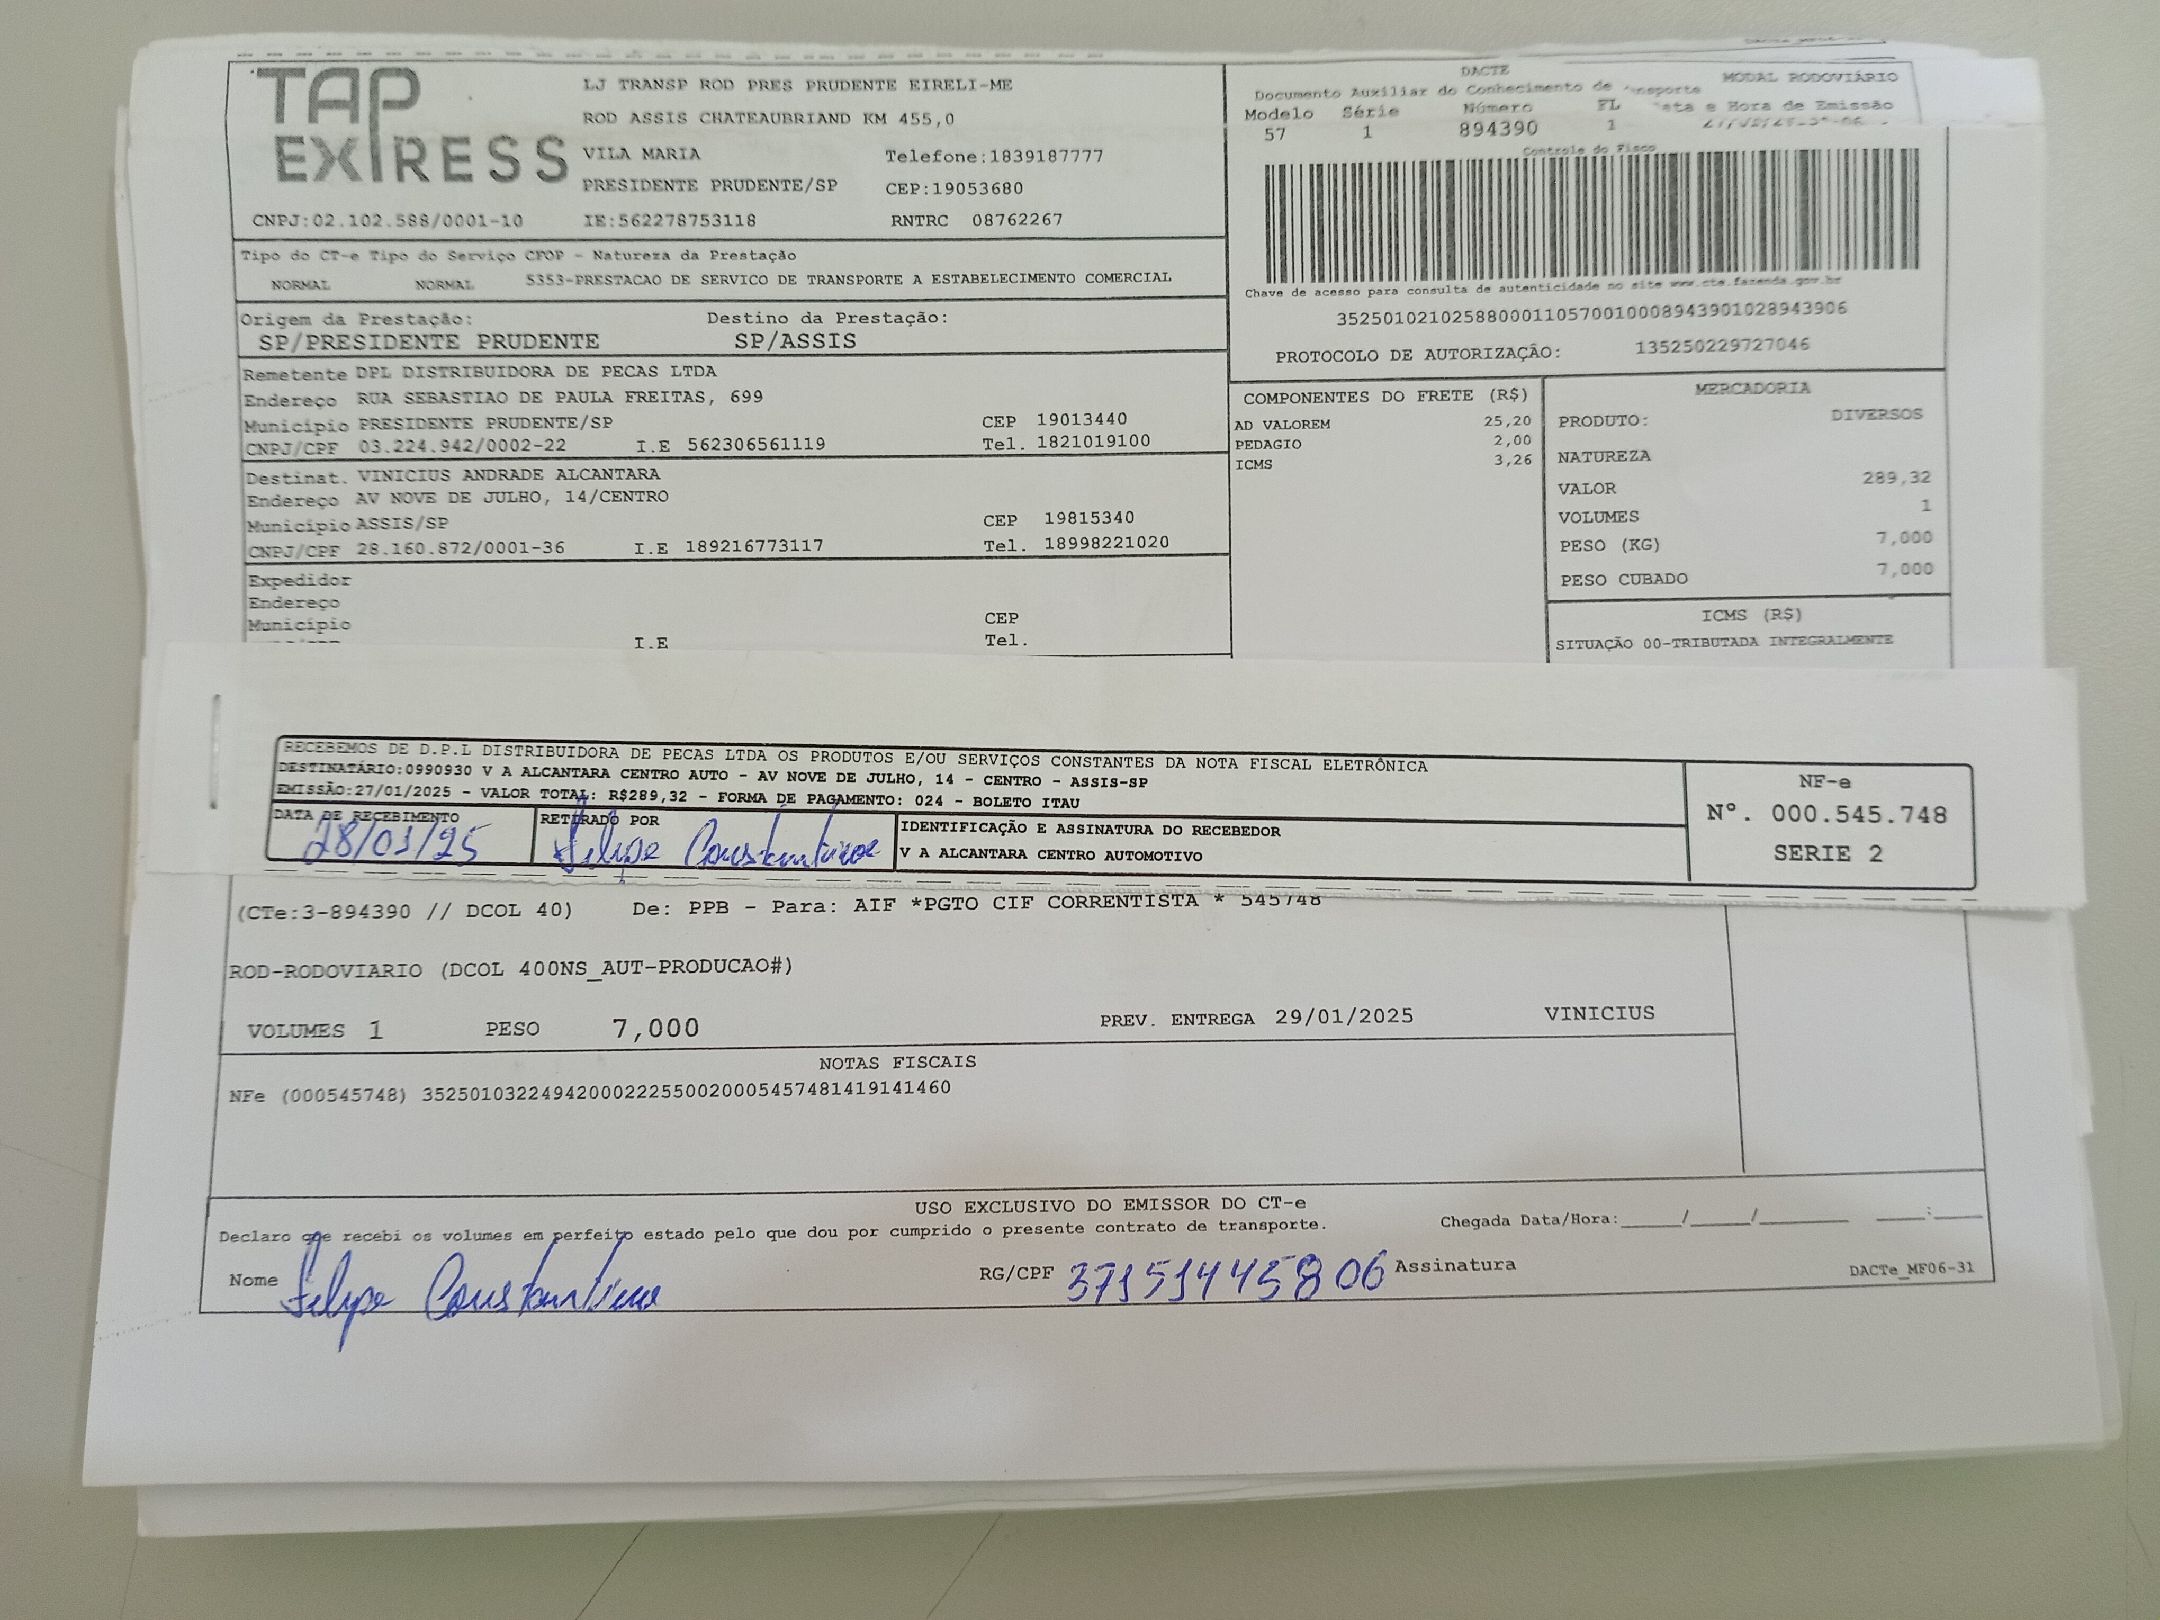 TAP EXPRESS
LJ TRANSP ROD PRES PRUDENTE EIRELI-ME
ROD ASSIS CHATEAUBRIAND KM 455,0
VILA MARIA Telefone:1839187777
PRESIDENTE PRUDENTE/SP CEP:19053680
CNPJ:02.102.588/0001-10 IE:562278753118 RNTRC 08762267
DACTE MODAL RODOVIÁRIO
Documento Auxiliar do Conhecimento de
Modelo Série Número FL e Hora de Emissão
57 1 894390 1
Controle do Fisco
Chave de acesso para consulta de autenticidade no site www.cte.fazenda.gov.br
35250102102588000110570010008943901028943906
PROTOCOLO DE AUTORIZAÇÃO: 135250229727046
Tipo do CT-e Tipo do Serviço CFOP - Natureza da Prestação
NORMAL NORMAL 5353-PRESTACAO DE SERVICO DE TRANSPORTE A ESTABELECIMENTO COMERCIAL
Origem da Prestação: Destino da Prestação:
SP/PRESIDENTE PRUDENTE SP/ASSIS
Remetente DPL DISTRIBUIDORA DE PECAS LTDA
Endereço RUA SEBASTIAO DE PAULA FREITAS, 699
Município PRESIDENTE PRUDENTE/SP CEP 19013440
CNPJ/CPF 03.224.942/0002-22 I.E 562306561119 Tel. 1821019100
Destinat. VINICIUS ANDRADE ALCANTARA
Endereço AV NOVE DE JULHO, 14/CENTRO
Município ASSIS/SP CEP 19815340
CNPJ/CPF 28.160.872/0001-36 I.E 189216773117 Tel. 18998221020
Expedidor
Endereço
Município CEP
I.E Tel.
COMPONENTES DO FRETE (R$)
AD VALOREM 25,20
PEDAGIO 2,00
ICMS 3,26
MERCADORIA
PRODUTO: DIVERSOS
NATUREZA
VALOR 289,32
VOLUMES 1
PESO (KG) 7,000
PESO CUBADO 7,000
ICMS (R$)
SITUAÇÃO 00-TRIBUTADA INTEGRALMENTE
RECEBEMOS DE D.P.L DISTRIBUIDORA DE PECAS LTDA OS PRODUTOS E/OU SERVIÇOS CONSTANTES DA NOTA FISCAL ELETRÔNICA
DESTINATÁRIO:0990930 V A ALCANTARA CENTRO AUTO - AV NOVE DE JULHO, 14 - CENTRO - ASSIS-SP
EMISSÃO:27/01/2025 - VALOR TOTAL: R$289,32 - FORMA DE PAGAMENTO: 024 - BOLETO ITAU
DATA DE RECEBIMENTO RETIRADO POR IDENTIFICAÇÃO E ASSINATURA DO RECEBEDOR
28/01/25 Felipe Constantino V A ALCANTARA CENTRO AUTOMOTIVO
NF-e
Nº. 000.545.748
SERIE 2
(CTe:3-894390 // DCOL 40) De: PPB - Para: AIF *PGTO CIF CORRENTISTA * 545748
ROD-RODOVIARIO (DCOL 400NS_AUT-PRODUCAO#)
VOLUMES 1 PESO 7,000 PREV. ENTREGA 29/01/2025 VINICIUS
NOTAS FISCAIS
NFe (000545748) 35250103224942000222550020005457481419141460
USO EXCLUSIVO DO EMISSOR DO CT-e
Declaro que recebi os volumes em perfeito estado pelo que dou por cumprido o presente contrato de transporte. Chegada Data/Hora:_____/_____/_______ ____:____
Nome Felipe Constantino RG/CPF 37151445806 Assinatura DACTe_MF06-31